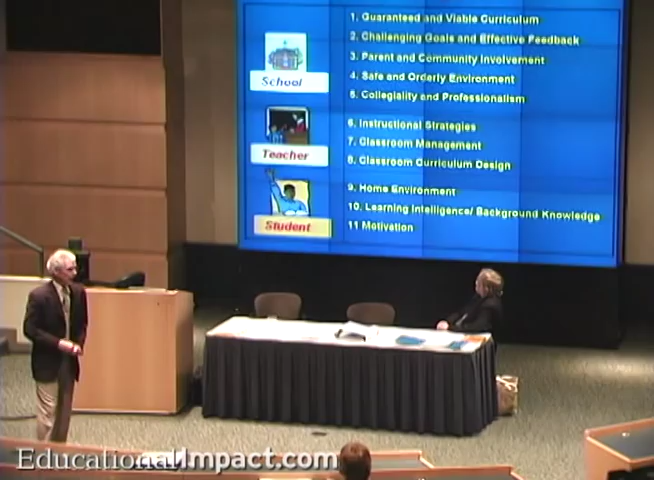 1. Guaranteed and Viable Curriculum
2. Challenging Goals and Effective Feedback
3. Parent and Community Involvement
4. Safe and Orderly Environment
5. Collegiality and Professionalism
School
6. Instructional Strategies
7. Classroom Management
8. Classroom Curriculum Design
Teacher
9. Home Environment
10. Learning Intelligence/ Background Knowledge
11 Motivation
Student
EducationalImpact.com